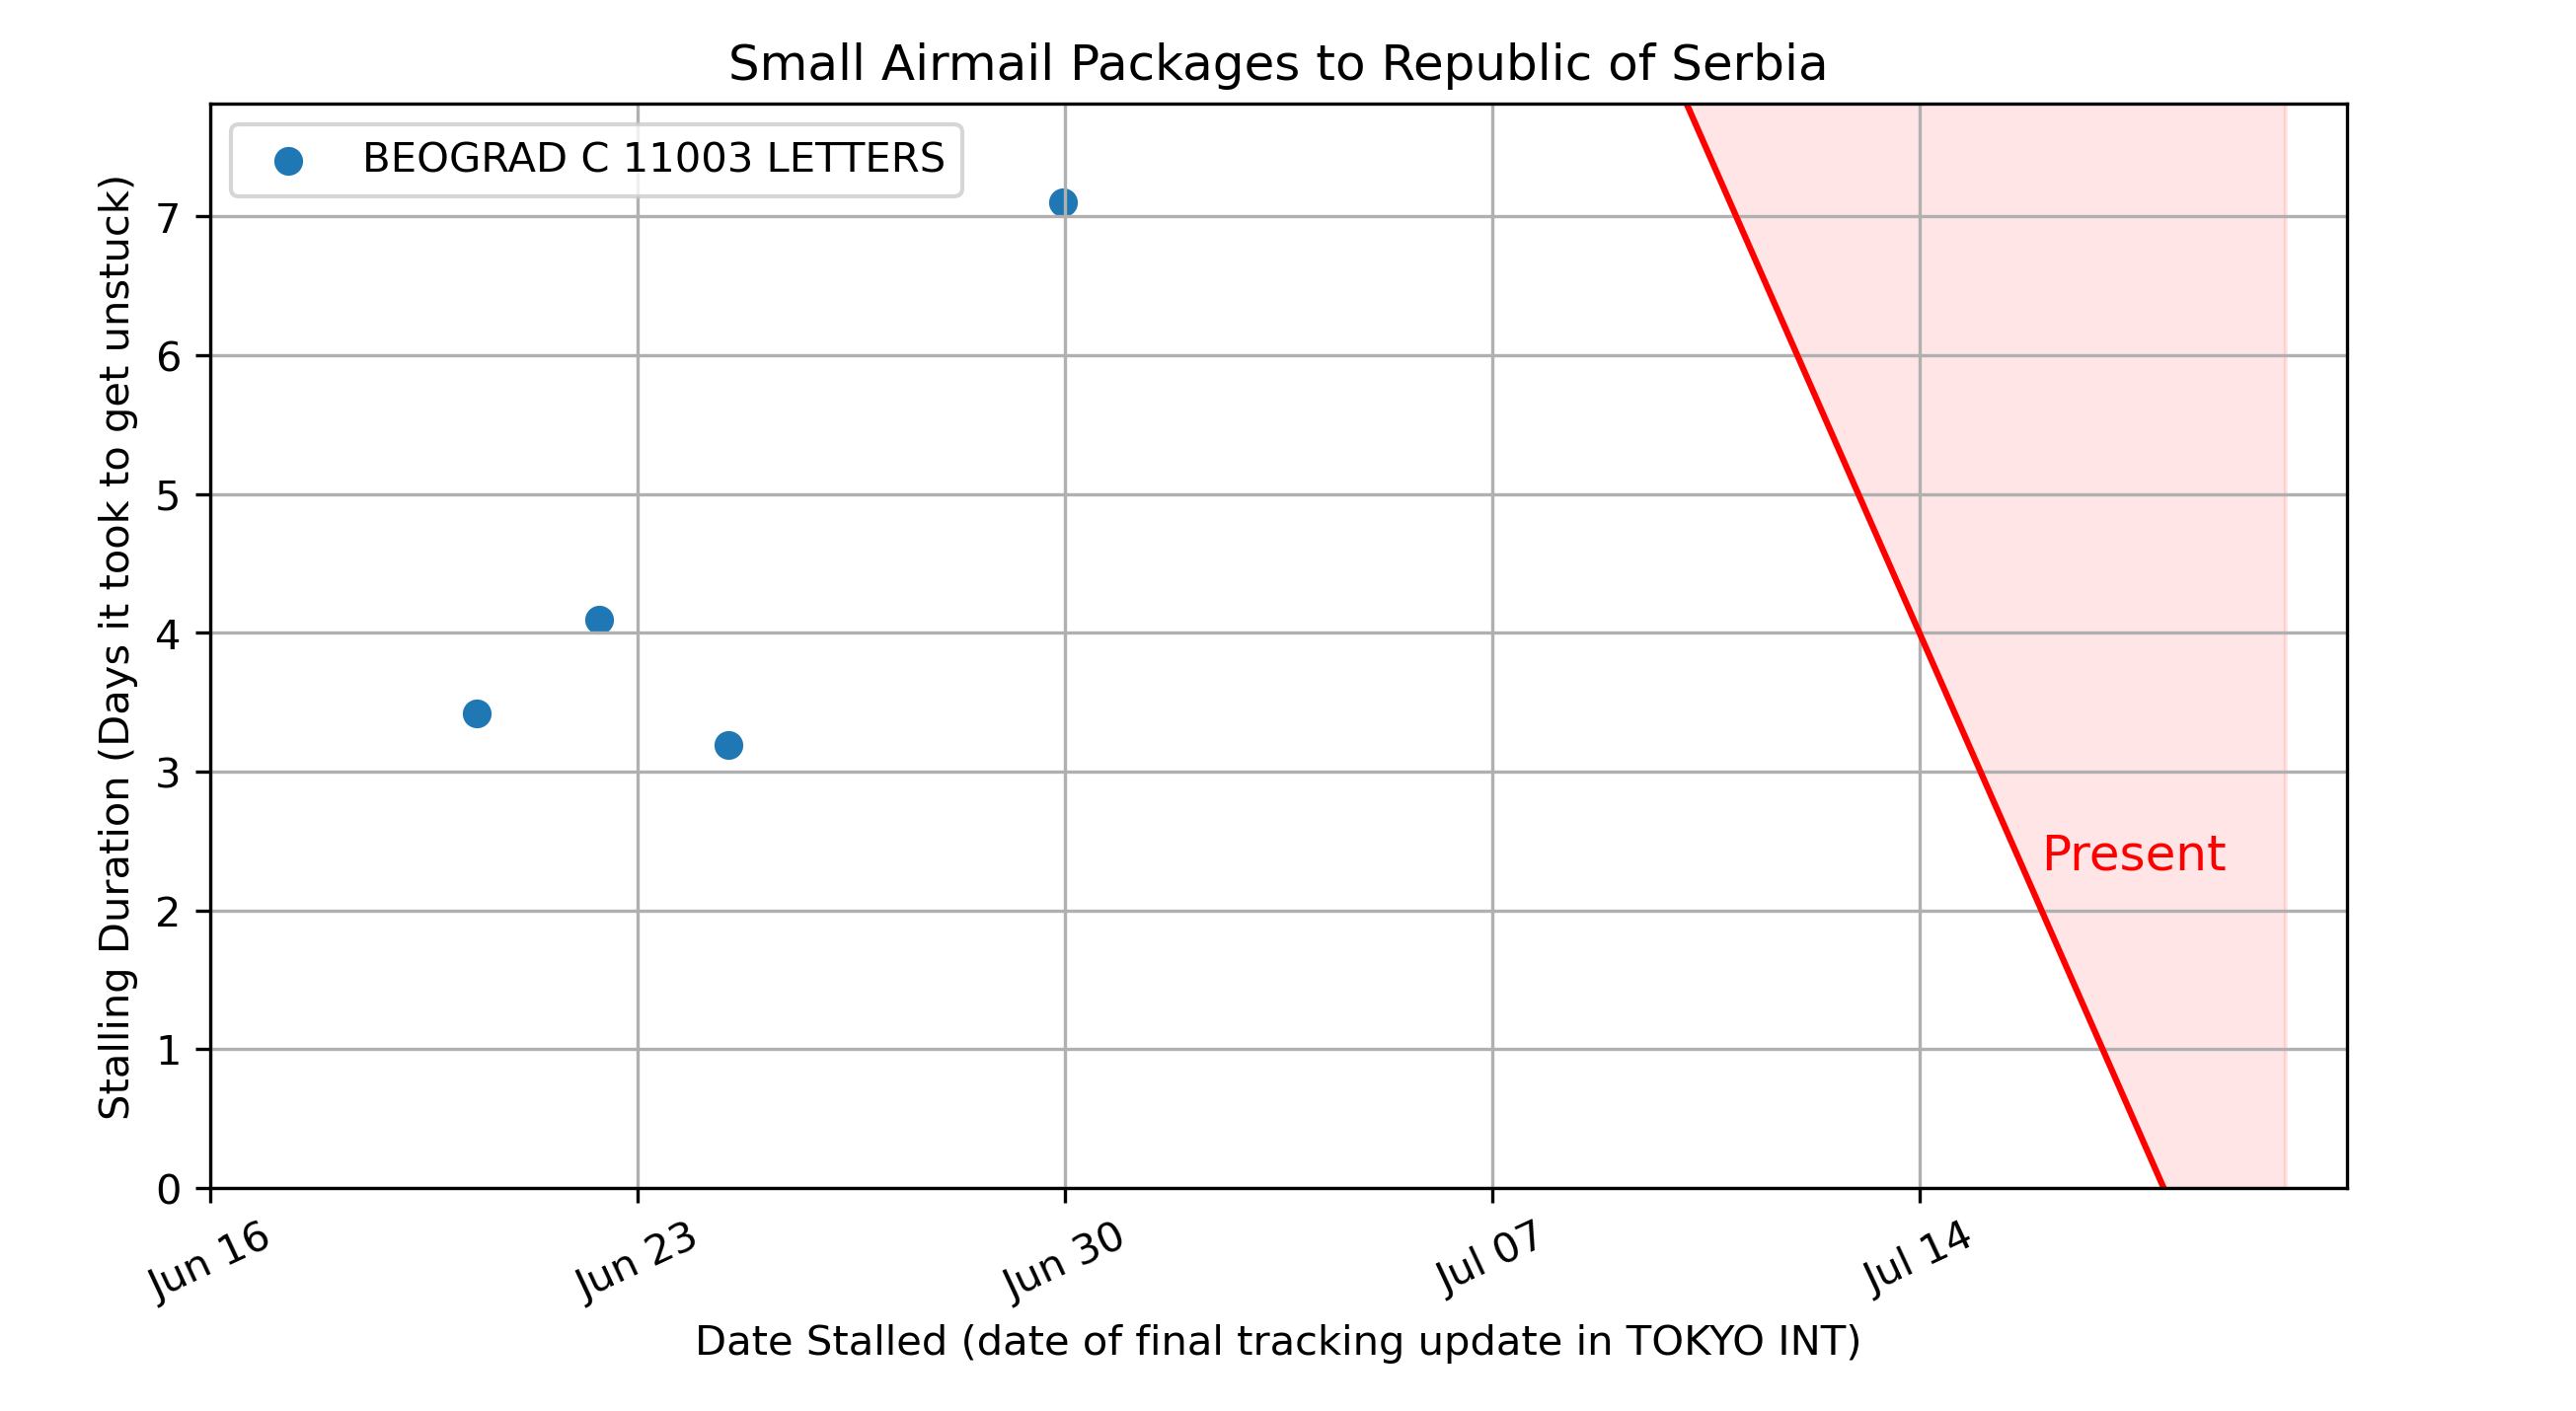 Small Airmail Packages to Republic of Serbia
BEOGRAD C 11003 LETTERS
Stalling Duration (Days it took to get unstuck)
7
6
5
4
3
2
1
0
Present
Jun 16
Jun 23
Jun 30
Jul 07
Jul 14
Date Stalled (date of final tracking update in TOKYO INT)